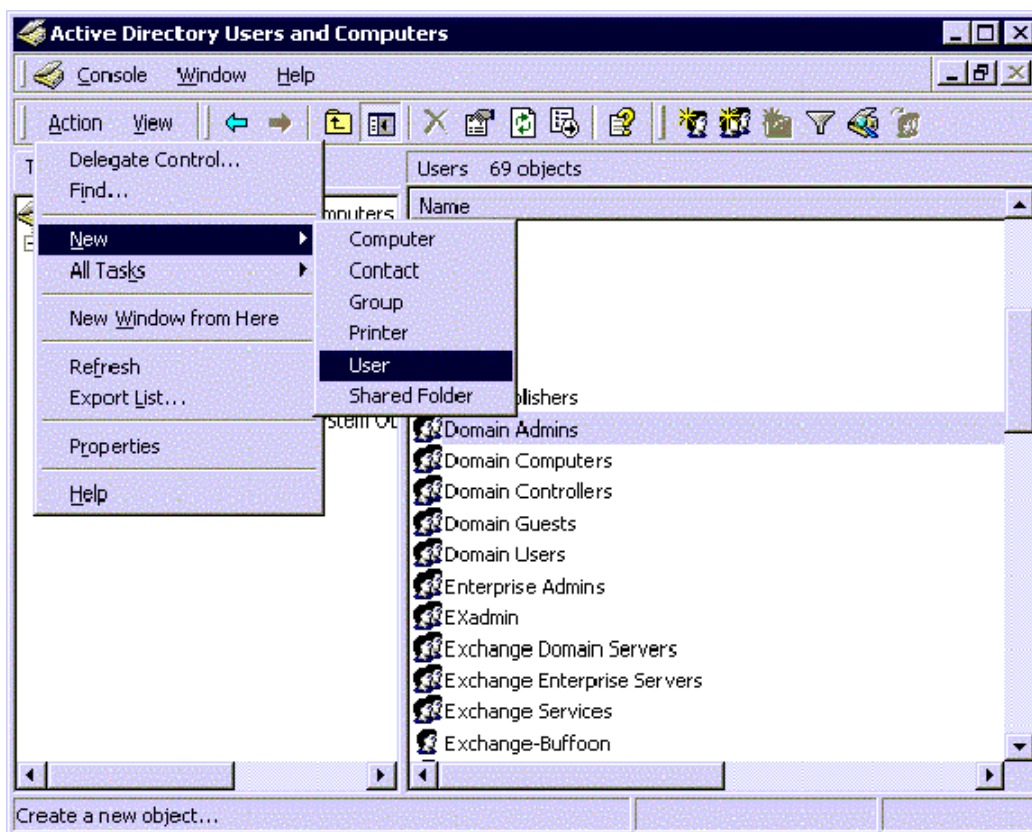 Active Directory Users and Computers
Console Window Help
Action View
T
Users 69 objects
mputers
Name
Delegate Control...
Find...
New
All Tasks
New Window from Here
Refresh
Export List...
Properties
Help
Computer
Contact
Group
Printer
User
Shared Folder
blishers
Domain Admins
Domain Computers
Domain Controllers
Domain Guests
Domain Users
Enterprise Admins
EXadmin
Exchange Domain Servers
Exchange Enterprise Servers
Exchange Services
Exchange-Buffoon
Create a new object...